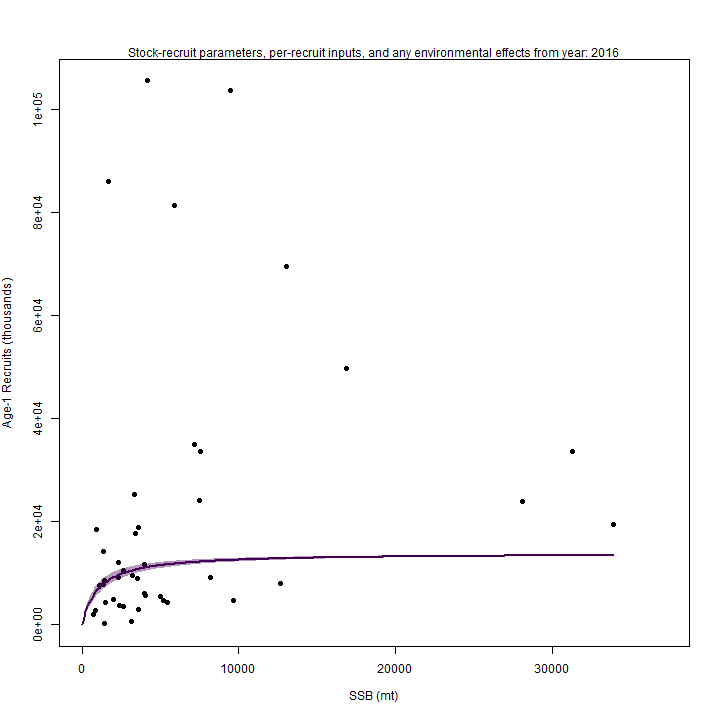 Stock-recruit parameters, per-recruit inputs, and any environmental effects from year: 2016
1e+05
8e+04
6e+04
4e+04
2e+04
0e+00
Age-1 Recruits (thousands)
0
10000
20000
30000
SSB (mt)